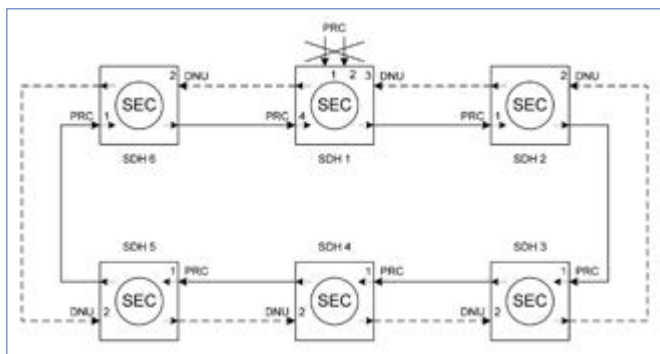 PRC
2 DNU 1 2 3 DNU 2 DNU
SEC SEC SEC
PRC 1 PRC 4 PRC 1
SDH 6 SDH 1 SDH 2
SDH 5 SDH 4 SDH 3
1 PRC 1 PRC 1 PRC
SEC SEC SEC
DNU 2 DNU 2 DNU 2